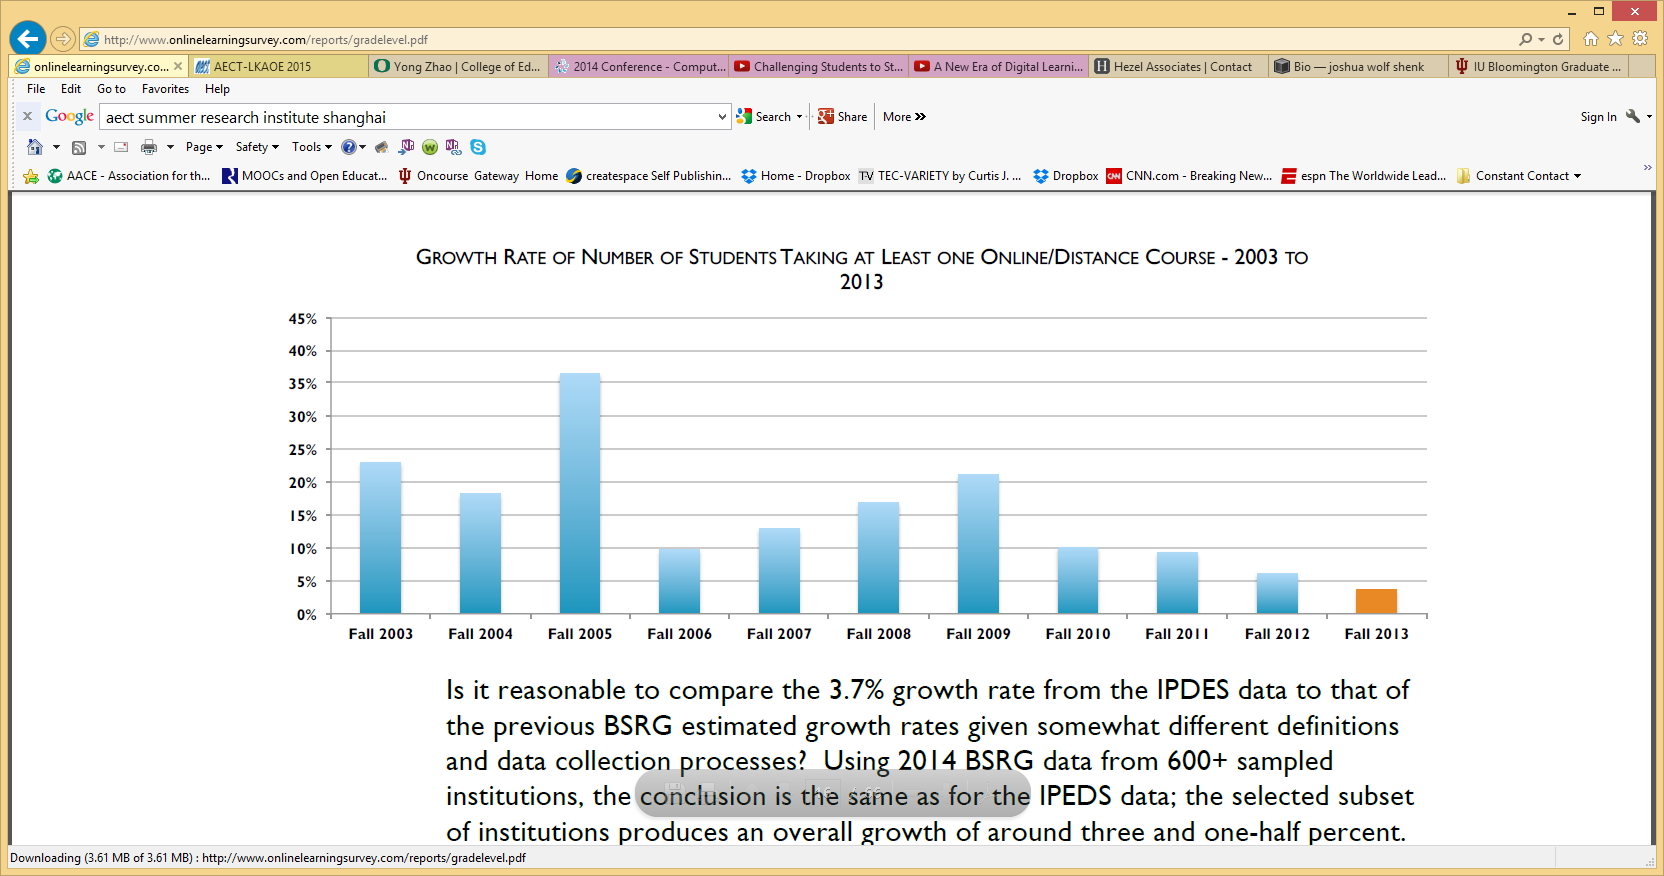 http://www.onlinelearningsurvey.com/reports/gradelevel.pdf
onlinelearningsurvey.co... AECT-LKAOE 2015 Yong Zhao | College of Ed... 2014 Conference - Comput... Challenging Students to St... A New Era of Digital Learni... Hezel Associates | Contact Bio — joshua wolf shenk IU Bloomington Graduate ...
File Edit Go to Favorites Help
x Google aect summer research institute shanghai Search Share More » Sign In
Page Safety Tools
AACE - Association for th... MOOCs and Open Educat... Oncourse Gateway Home createspace Self Publishin... Home - Dropbox TV TEC-VARIETY by Curtis J. ... Dropbox CNN CNN.com - Breaking New... espn The Worldwide Lead... Constant Contact »
GROWTH RATE OF NUMBER OF STUDENTS TAKING AT LEAST ONE ONLINE/DISTANCE COURSE - 2003 TO
2013
45%
40%
35%
30%
25%
20%
15%
10%
5%
0%
Fall 2003 Fall 2004 Fall 2005 Fall 2006 Fall 2007 Fall 2008 Fall 2009 Fall 2010 Fall 2011 Fall 2012 Fall 2013
Is it reasonable to compare the 3.7% growth rate from the IPDES data to that of
the previous BSRG estimated growth rates given somewhat different definitions
and data collection processes? Using 2014 BSRG data from 600+ sampled
institutions, the conclusion is the same as for the IPEDS data; the selected subset
of institutions produces an overall growth of around three and one-half percent.
Downloading (3.61 MB of 3.61 MB) : http://www.onlinelearningsurvey.com/reports/gradelevel.pdf